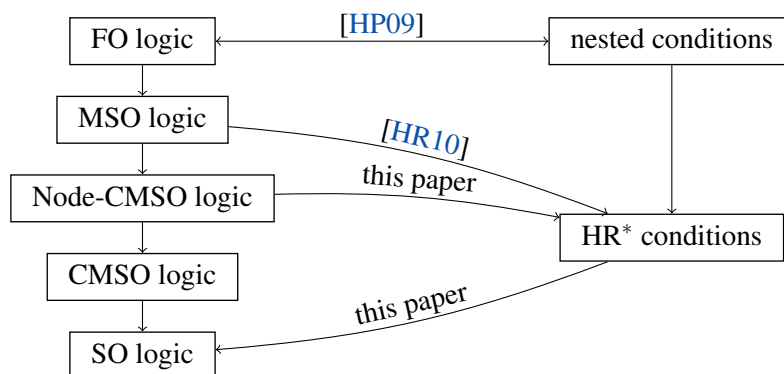 FO logic
[HP09]
nested conditions
MSO logic
[HR10]
this paper
Node-CMSO logic
HR* conditions
CMSO logic
this paper
SO logic